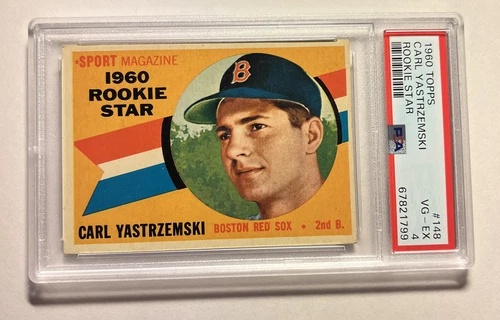 ★SPORT MAGAZINE
1960
ROOKIE
STAR
B
CARL YASTRZEMSKI
BOSTON RED SOX • 2nd B.
1960 TOPPS #148
CARL YASTRZEMSKI VG-EX
ROOKIE STAR 4
PSA 67821799